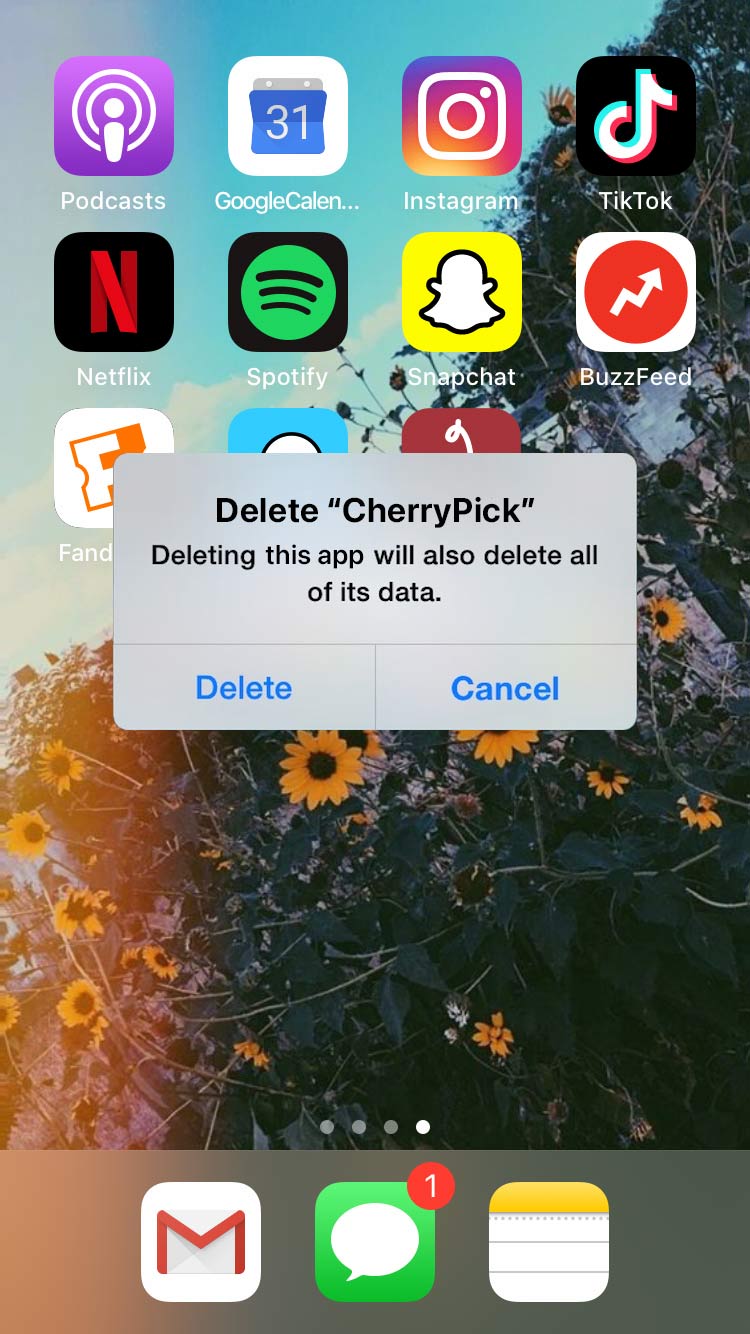 31
Podcasts
GoogleCalen...
Instagram
TikTok
Netflix
Spotify
Snapchat
BuzzFeed
Fand
Delete “CherryPick”
Deleting this app will also delete all
of its data.
Delete
Cancel
1